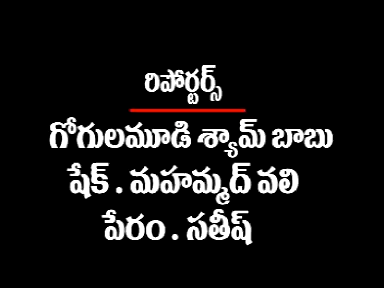 రిపోర్టర్స్
గోగులమూడి శ్యామ్ బాబు
షేక్ . మహమ్మద్ వలి
పేరం . సతీష్